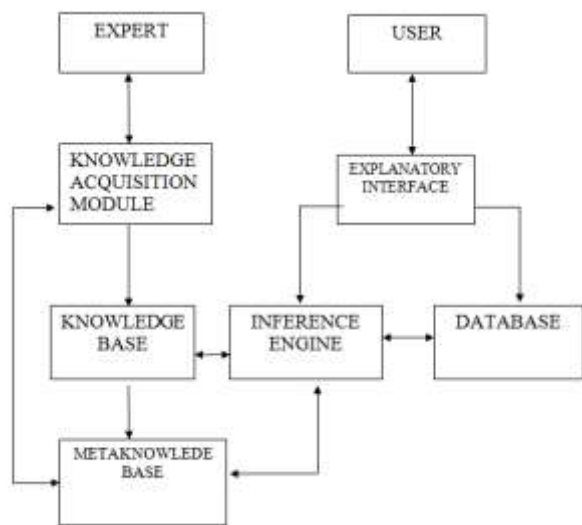 EXPERT
USER
KNOWLEDGE
ACQUISITION
MODULE
EXPLANATORY
INTERFACE
KNOWLEDGE
BASE
INFERENCE
ENGINE
DATABASE
METAKNOWLEDE
BASE